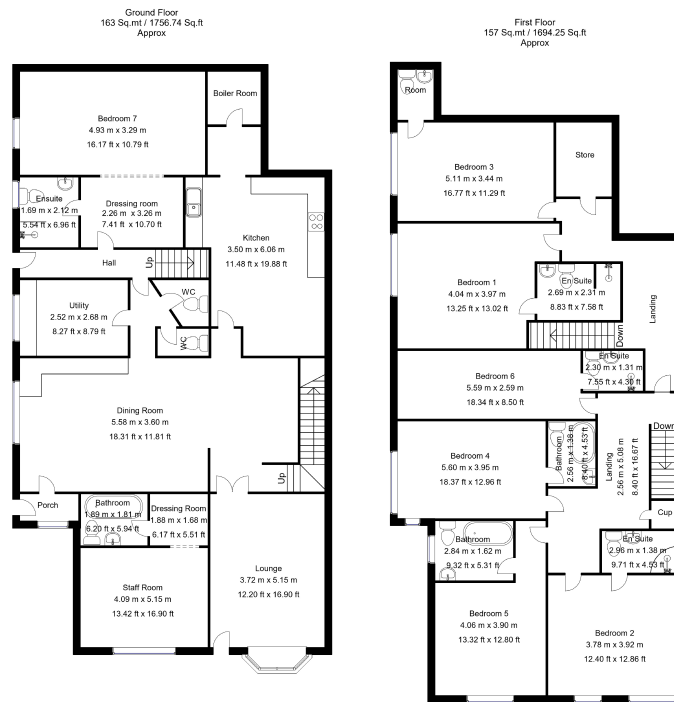 Ground Floor
163 Sq.mt / 1756.74 Sq.ft
Approx
Boiler Room
Bedroom 7
4.93 m x 3.29 m
16.17 ft x 10.79 ft
Ensuite
1.69 m x 2.12 m
5.54 ft x 6.96 ft
Dressing room
2.26 m x 3.26 m
7.41 ft x 10.70 ft
Kitchen
3.50 m x 6.06 m
11.48 ft x 19.88 ft
Hall
Up
Utility
2.52 m x 2.68 m
8.27 ft x 8.79 ft
WC
WC
Dining Room
5.58 m x 3.60 m
18.31 ft x 11.81 ft
Up
Porch
Bathroom
1.89 m x 1.81 m
6.20 ft x 5.94 ft
Dressing Room
1.88 m x 1.68 m
6.17 ft x 5.51 ft
Staff Room
4.09 m x 5.15 m
13.42 ft x 16.90 ft
Lounge
3.72 m x 5.15 m
12.20 ft x 16.90 ft
First Floor
157 Sq.mt / 1694.25 Sq.ft
Approx
Room
Bedroom 3
5.11 m x 3.44 m
16.77 ft x 11.29 ft
Store
Bedroom 1
4.04 m x 3.97 m
13.25 ft x 13.02 ft
En Suite
2.69 m x 2.31 m
8.83 ft x 7.58 ft
Landing
Down
En Suite
2.30 m x 1.31 m
7.55 ft x 4.30 ft
Bedroom 6
5.59 m x 2.59 m
18.34 ft x 8.50 ft
Bedroom 4
5.60 m x 3.95 m
18.37 ft x 12.96 ft
Bathroom
2.56 m x 1.38 m
8.40 ft x 4.53 ft
Landing
2.56 m x 5.08 m
8.40 ft x 16.67 ft
Down
Cup
Bathroom
2.84 m x 1.62 m
9.32 ft x 5.31 ft
En Suite
2.96 m x 1.38 m
9.71 ft x 4.53 ft
Bedroom 5
4.06 m x 3.90 m
13.32 ft x 12.80 ft
Bedroom 2
3.78 m x 3.92 m
12.40 ft x 12.86 ft